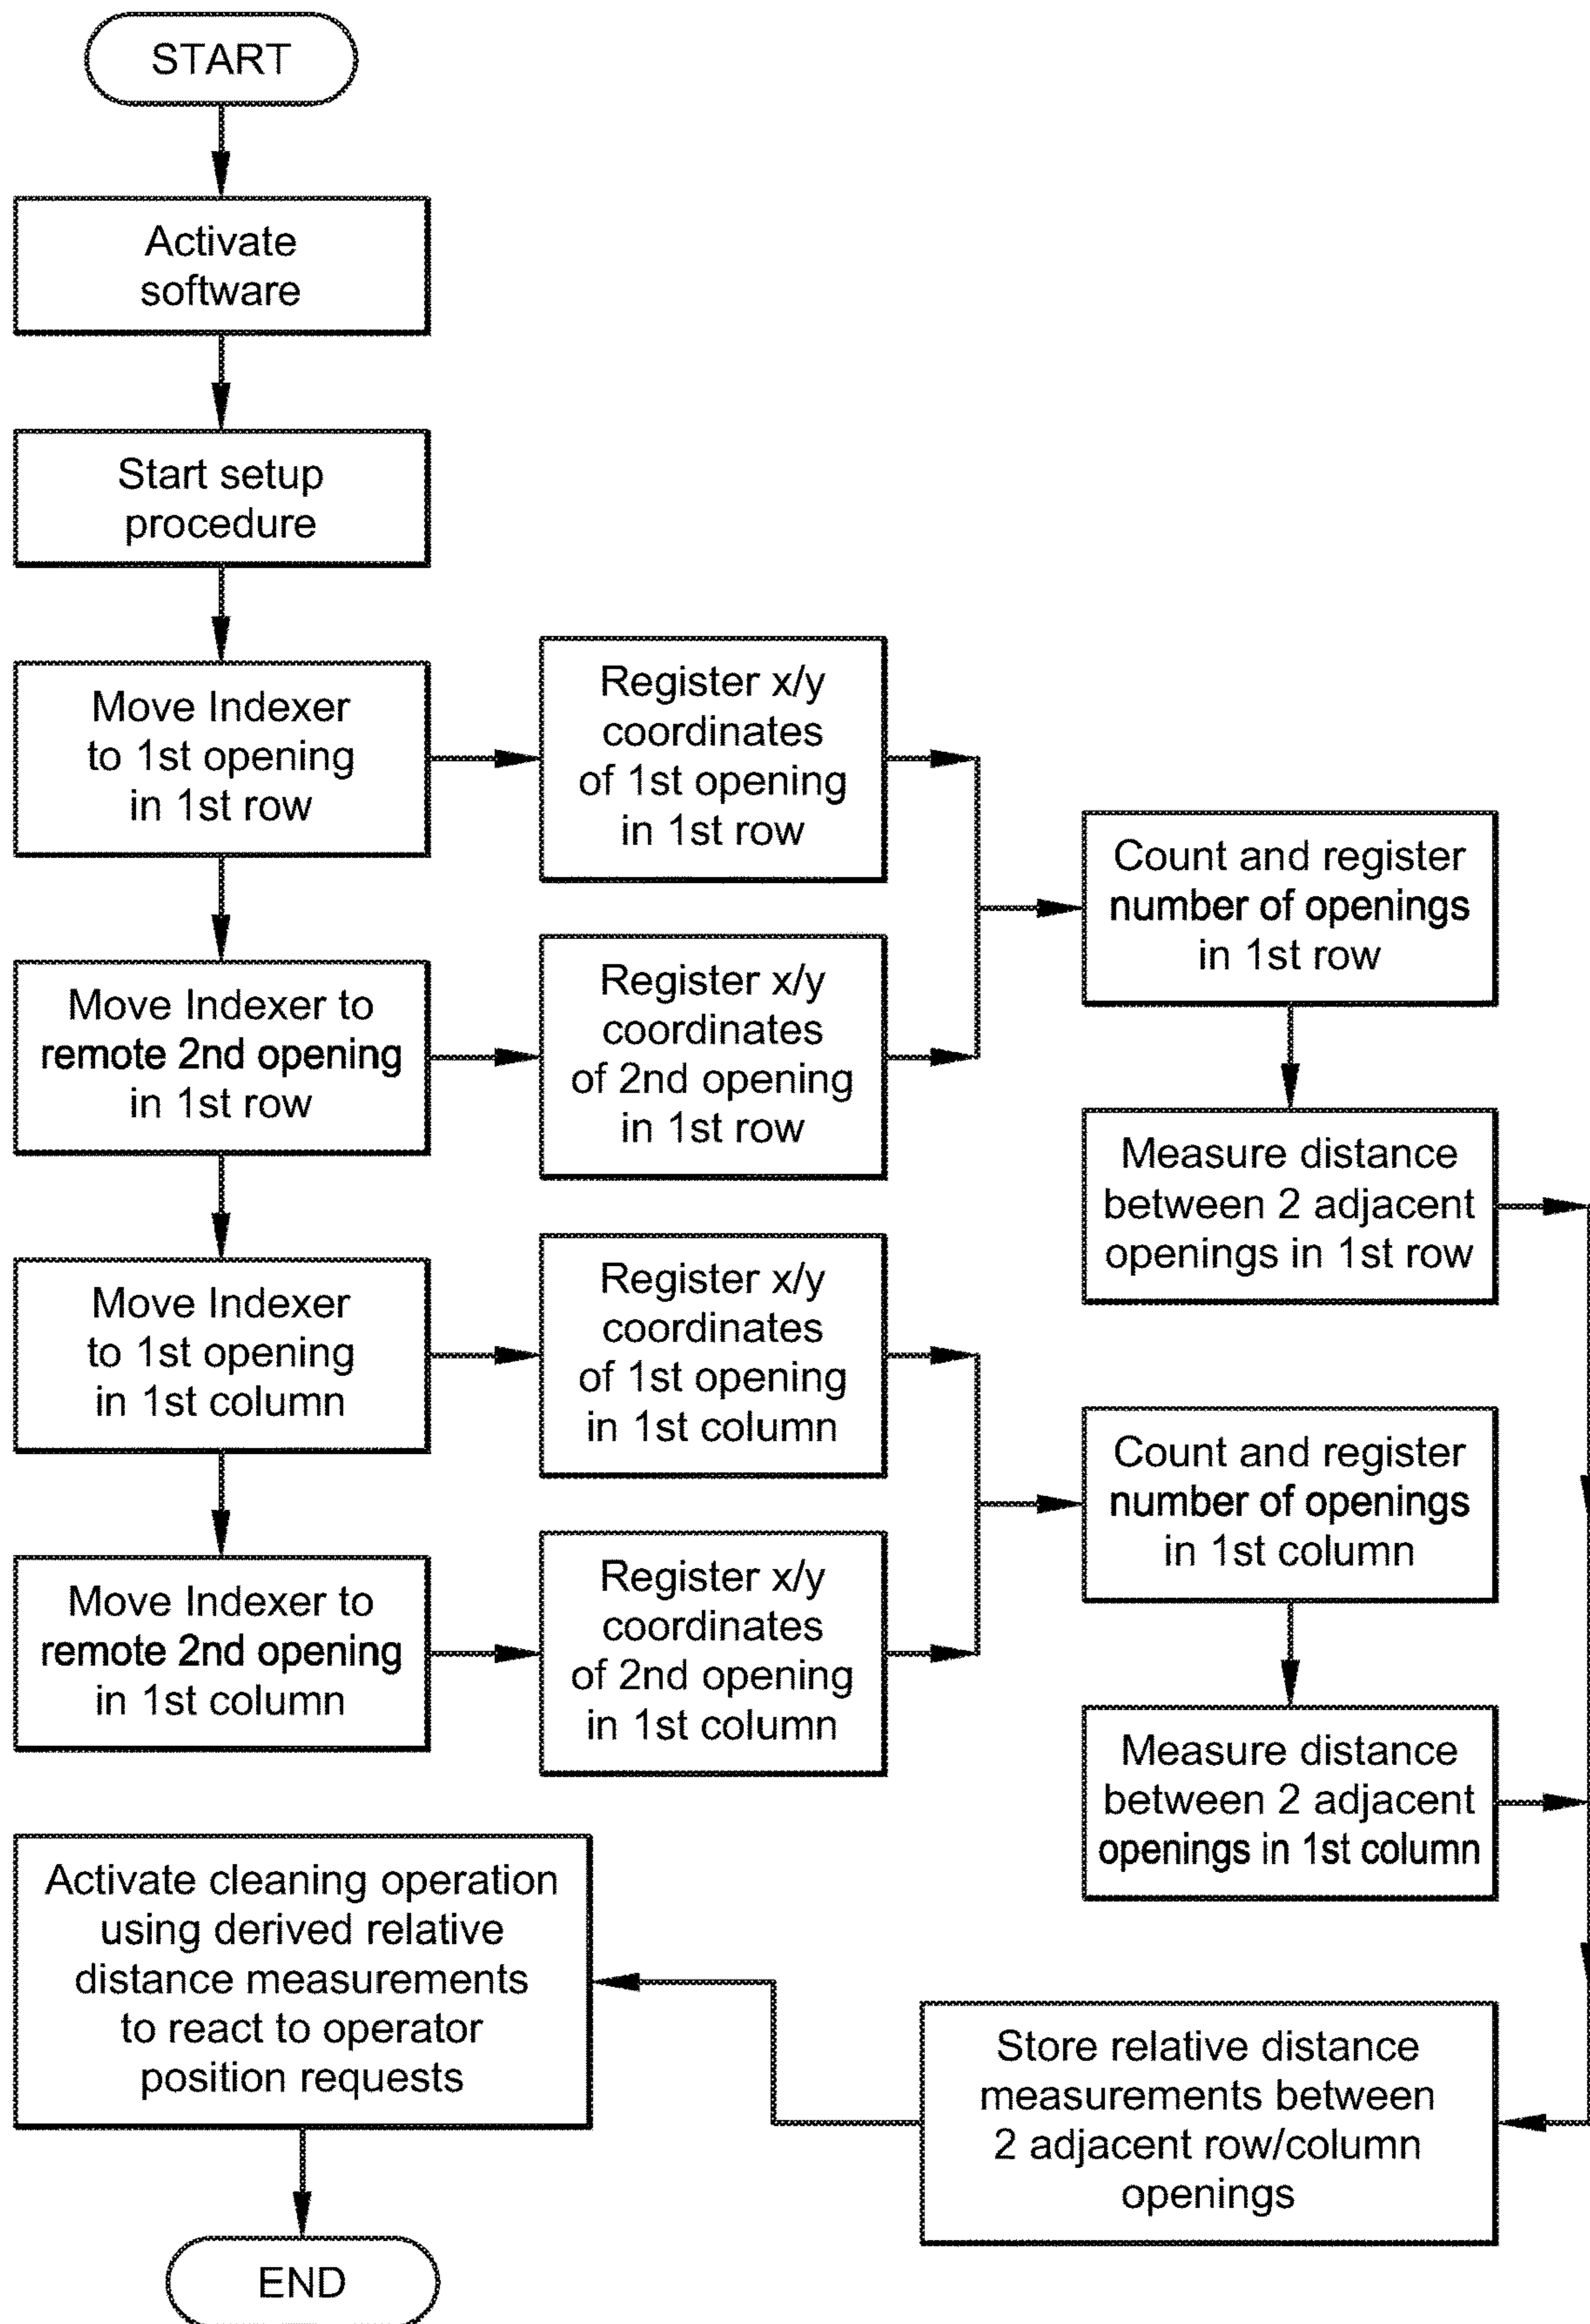 START
Activate
software
Start setup
procedure
Move Indexer
to 1st opening
in 1st row
Register x/y
coordinates
of 1st opening
in 1st row
Count and register
number of openings
in 1st row
Move Indexer to
remote 2nd opening
in 1st row
Register x/y
coordinates
of 2nd opening
in 1st row
Measure distance
between 2 adjacent
openings in 1st row
Move Indexer
to 1st opening
in 1st column
Register x/y
coordinates
of 1st opening
in 1st column
Count and register
number of openings
in 1st column
Move Indexer to
remote 2nd opening
in 1st column
Register x/y
coordinates
of 2nd opening
in 1st column
Measure distance
between 2 adjacent
openings in 1st column
Store relative distance
measurements between
2 adjacent row/column
openings
Activate cleaning operation
using derived relative
distance measurements
to react to operator
position requests
END